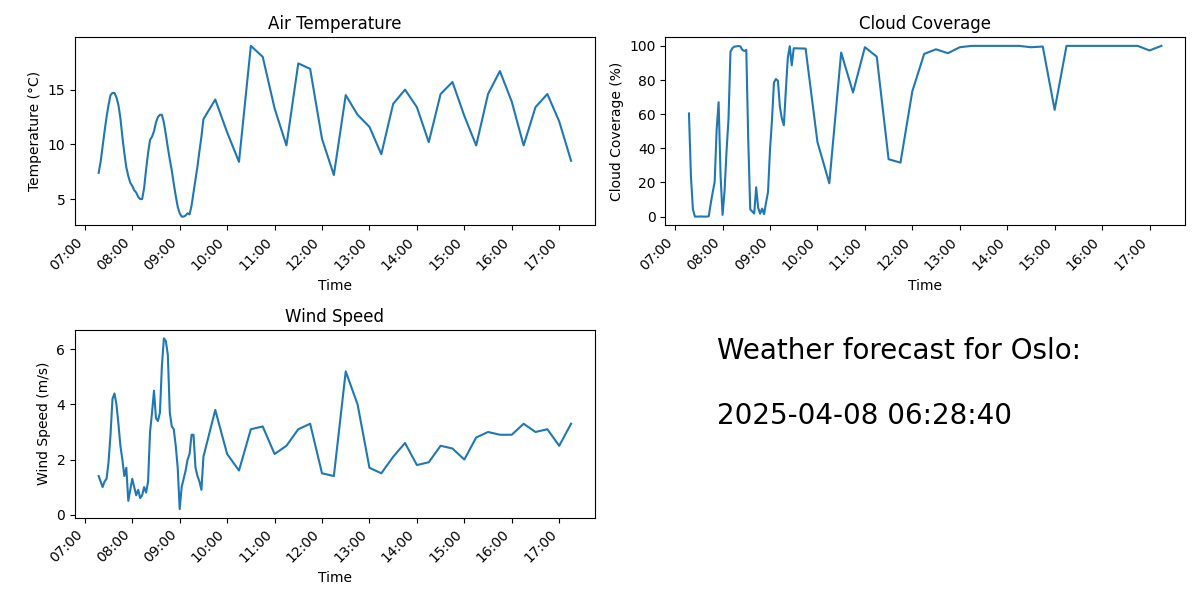 Air Temperature
Temperature (°C)
15
10
5
07:00 08:00 09:00 10:00 11:00 12:00 13:00 14:00 15:00 16:00 17:00
Time
Cloud Coverage
Cloud Coverage (%)
100
80
60
40
20
0
07:00 08:00 09:00 10:00 11:00 12:00 13:00 14:00 15:00 16:00 17:00
Time
Wind Speed
Wind Speed (m/s)
6
4
2
0
07:00 08:00 09:00 10:00 11:00 12:00 13:00 14:00 15:00 16:00 17:00
Time
Weather forecast for Oslo:
2025-04-08 06:28:40